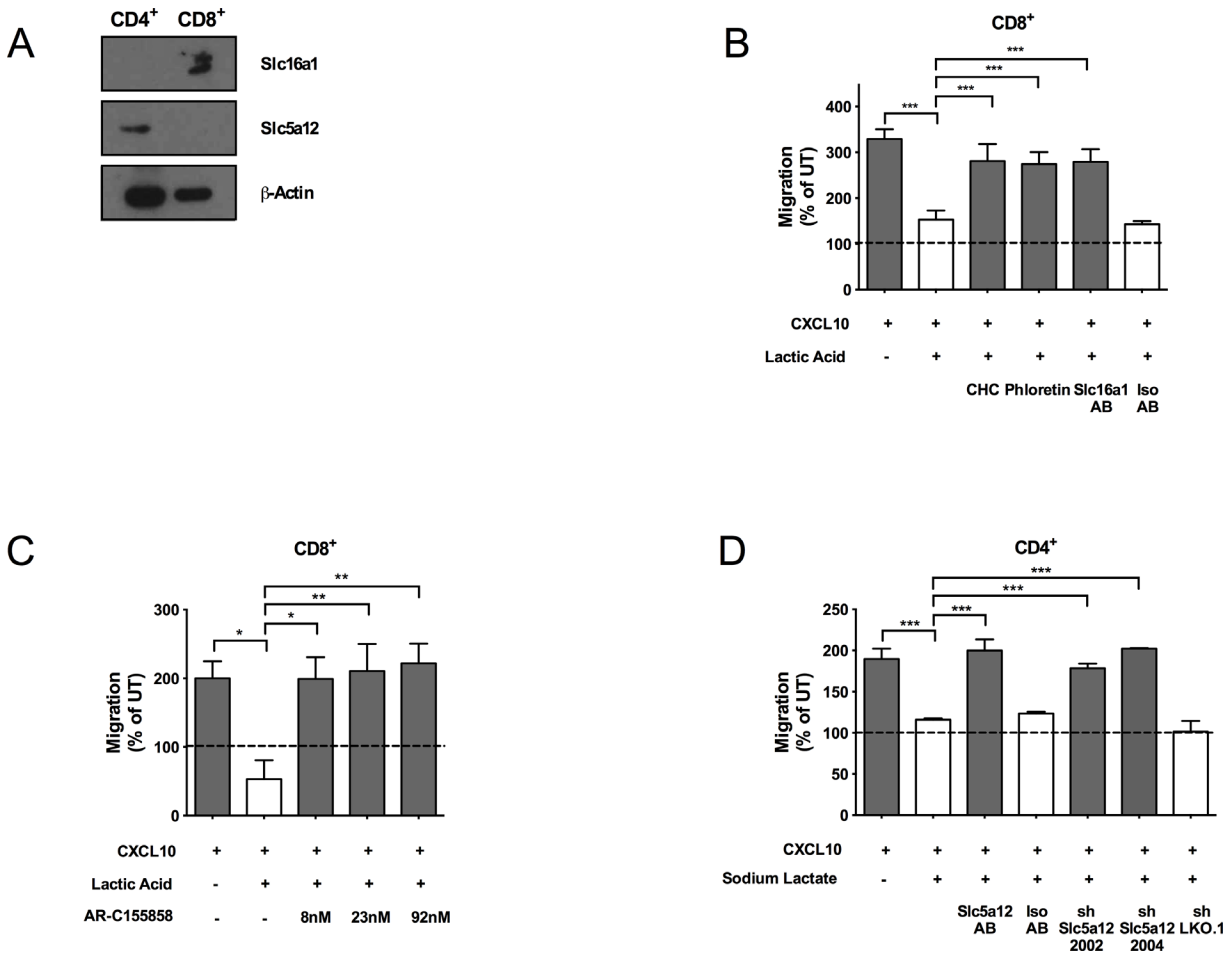 A
CD4+ CD8+
Slc16a1
Slc5a12
β-Actin
B
CD8+
***
***
***
***
Migration
(% of UT)
400
300
200
100
0
CXCL10 + + + + + +
Lactic Acid - + + + + +
CHC Phloretin Slc16a1 Iso
AB AB
C
CD8+
**
**
*
*
Migration
(% of UT)
300
200
100
0
CXCL10 + + + + +
Lactic Acid - + + + +
AR-C155858 - - 8nM 23nM 92nM
D
CD4+
***
***
***
***
Migration
(% of UT)
250
200
150
100
50
0
CXCL10 + + + + + + +
Sodium Lactate - + + + + + +
Slc5a12 Iso sh sh sh
AB AB Slc5a12 Slc5a12 LKO.1
2002 2004